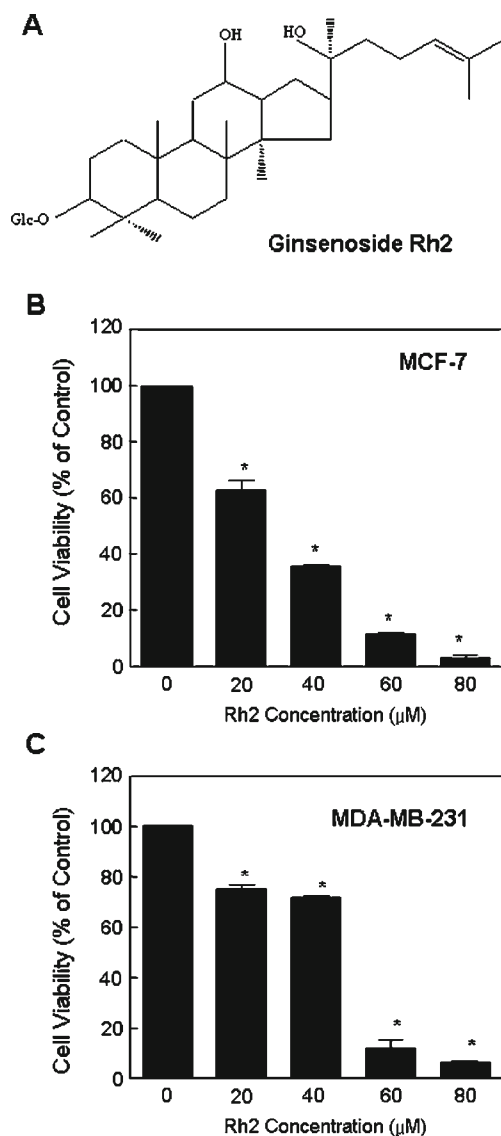 A
OH
HO
Glc-O
Ginsenoside Rh2
B
120
100
80
60
40
20
0
Cell Viability (% of Control)
MCF-7
*
*
*
*
0 20 40 60 80
Rh2 Concentration (μM)
C
120
100
80
60
40
20
0
Cell Viability (% of Control)
MDA-MB-231
*
*
*
*
0 20 40 60 80
Rh2 Concentration (μM)